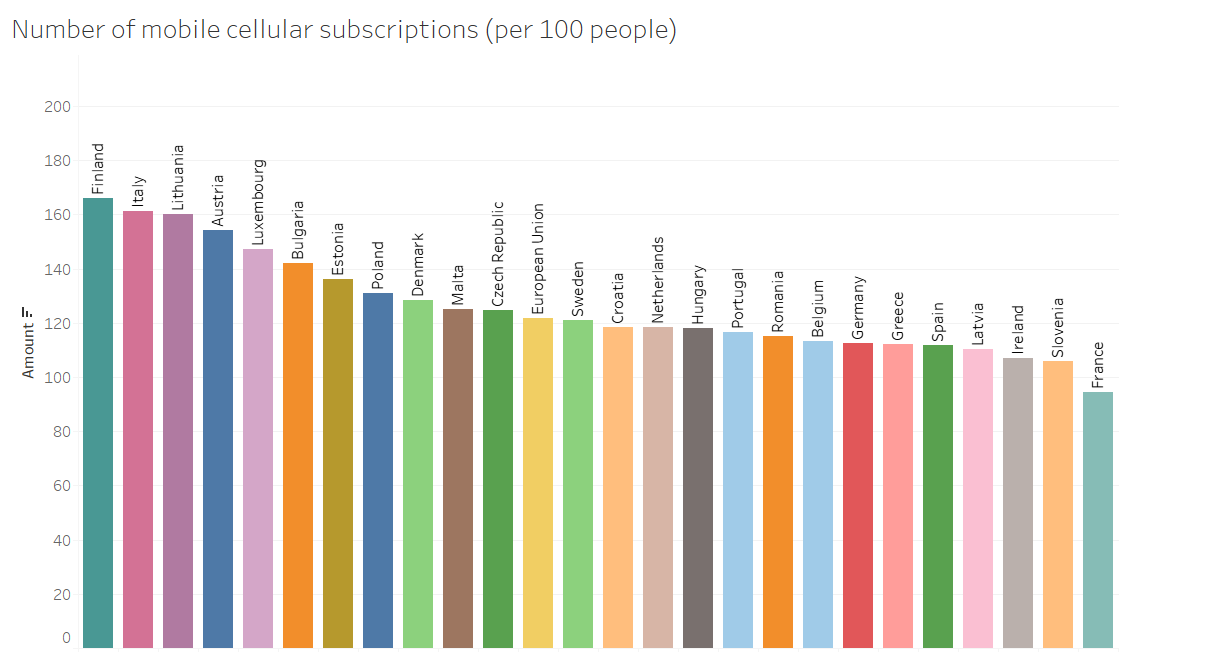 Number of mobile cellular subscriptions (per 100 people)
Amount
200
180
160
140
120
100
80
60
40
20
0
Finland
Italy
Lithuania
Austria
Luxembourg
Bulgaria
Estonia
Poland
Denmark
Malta
Czech Republic
European Union
Sweden
Croatia
Netherlands
Hungary
Portugal
Romania
Belgium
Germany
Greece
Spain
Latvia
Ireland
Slovenia
France